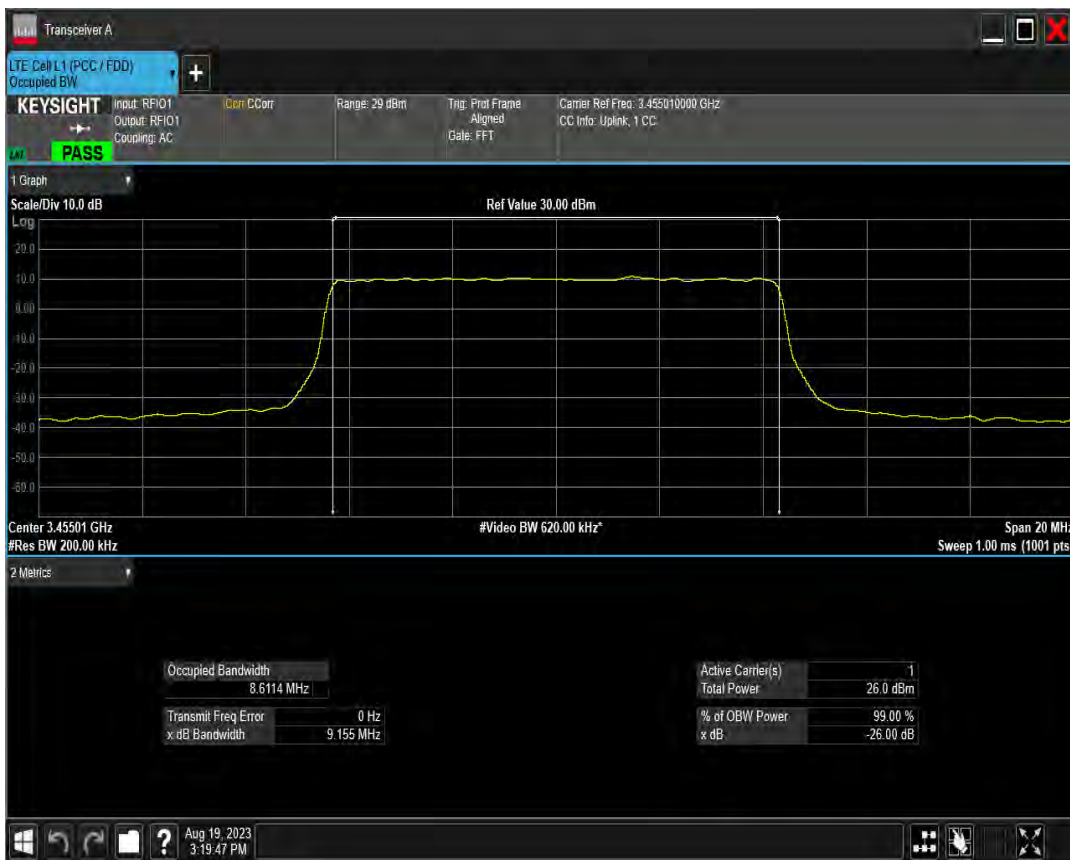 Transceiver A
LTE Cell L1 (PCC / FDD)
Occupied BW
+
KEYSIGHT
Input: RFIO1
Output: RFIO1
Coupling: AC
Corr CCorr
Range: 29 dBm
Trig: Prot Frame
Aligned
Gate: FFT
Carrier Ref Freq: 3.455010000 GHz
CC Info: Uplink, 1 CC
PASS
1 Graph
Scale/Div 10.0 dB
Ref Value 30.00 dBm
Log
20.0
10.0
0.00
-10.0
-20.0
-30.0
-40.0
-50.0
-60.0
Center 3.45501 GHz
#Video BW 620.00 kHz*
Span 20 MHz
#Res BW 200.00 kHz
Sweep 1.00 ms (1001 pts
2 Metrics
Occupied Bandwidth
8.6114 MHz
Transmit Freq Error 0 Hz
x dB Bandwidth 9.155 MHz
Active Carrier(s) 1
Total Power 26.0 dBm
% of OBW Power 99.00 %
x dB -26.00 dB
?
Aug 19, 2023
3:19:47 PM